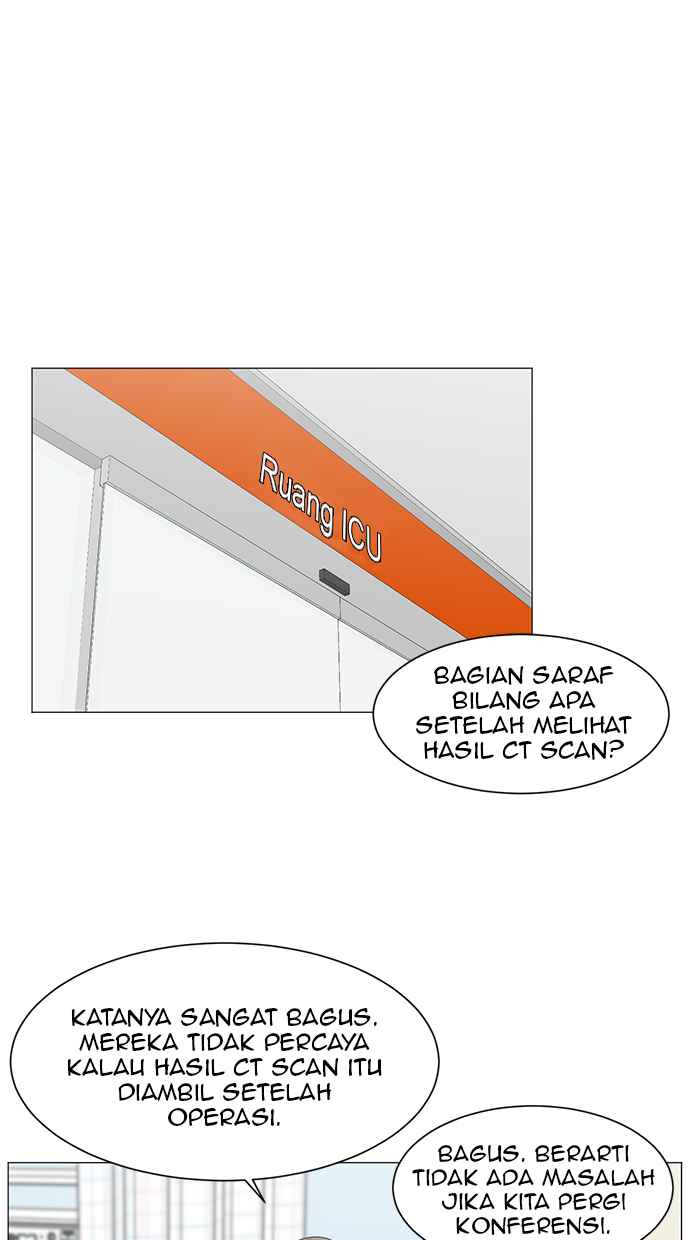 Ruang ICU
BAGIAN SARAF
BILANG APA
SETELAH MELIHAT
HASIL CT SCAN?
KATANYA SANGAT BAGUS.
MEREKA TIDAK PERCAYA
KALAU HASIL CT SCAN ITU
DIAMBIL SETELAH
OPERASI.
BAGUS. BERARTI
TIDAK ADA MASALAH
JIKA KITA PERGI
KONFERENSI.